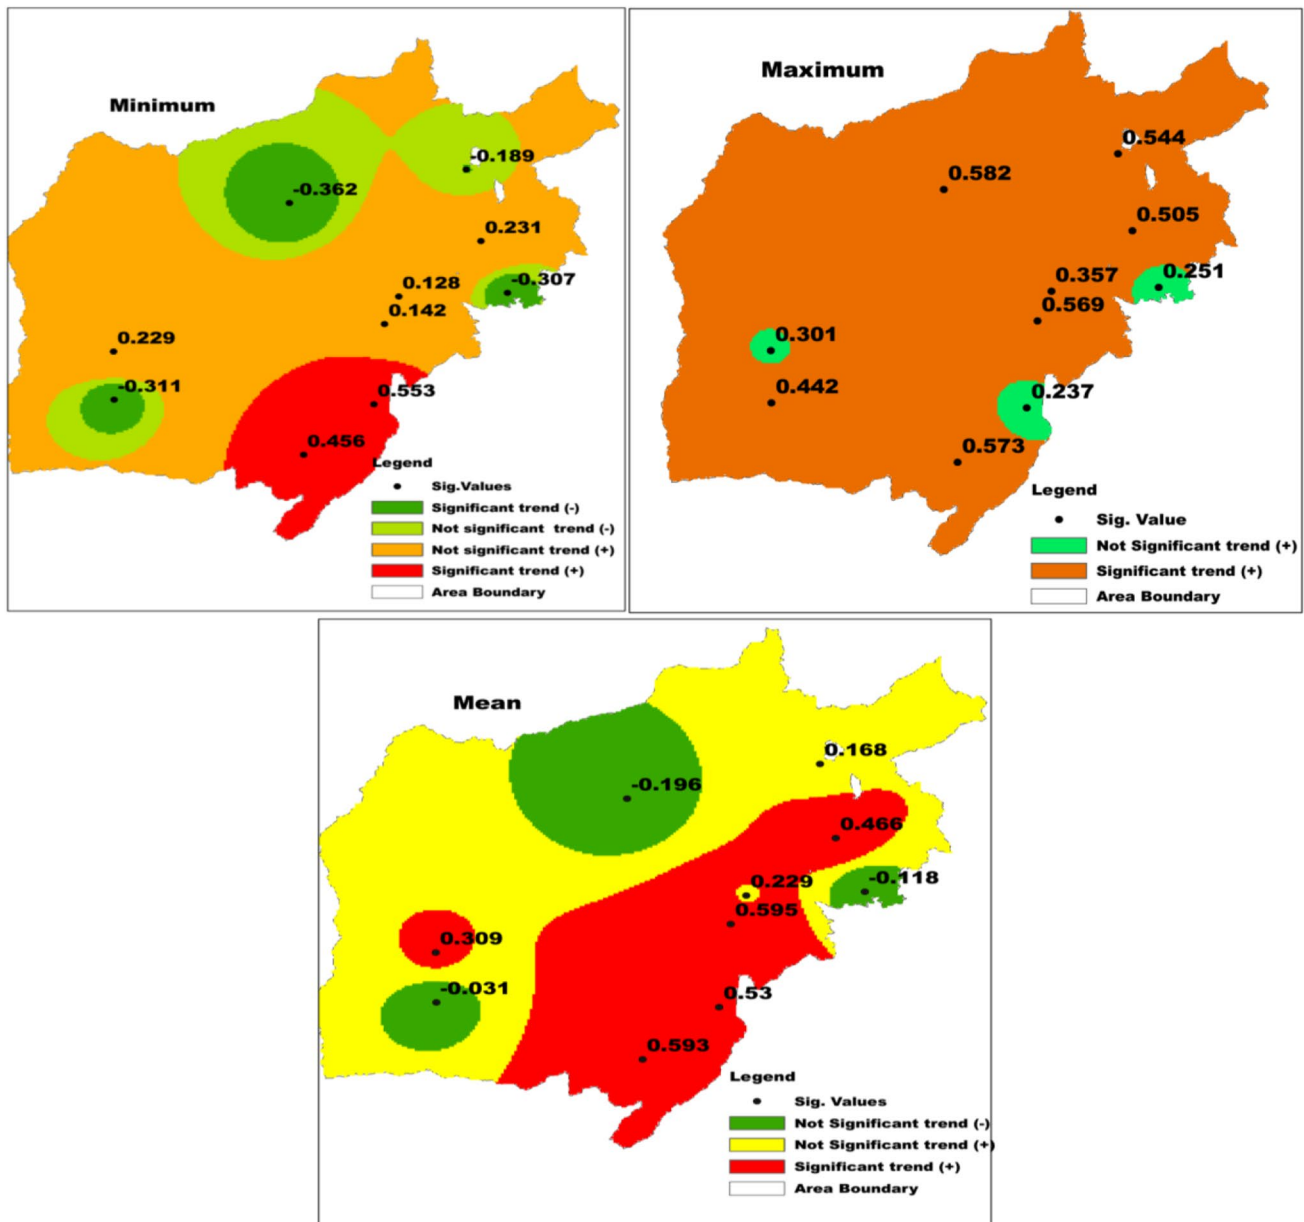 Minimum
-0.189
-0.362
0.231
-0.307
0.128
0.142
0.229
-0.311
0.553
0.456
Legend
Sig.Values
Significant trend (-)
Not significant trend (-)
Not significant trend (+)
Significant trend (+)
Area Boundary
Maximum
0.544
0.582
0.505
0.251
0.357
0.569
0.301
0.442
0.237
0.573
Legend
Sig. Value
Not Significant trend (+)
Significant trend (+)
Area Boundary
Mean
0.168
-0.196
0.466
-0.118
0.229
0.595
0.309
-0.031
0.53
0.593
Legend
Sig. Values
Not Significant trend (-)
Not Significant trend (+)
Significant trend (+)
Area Boundary